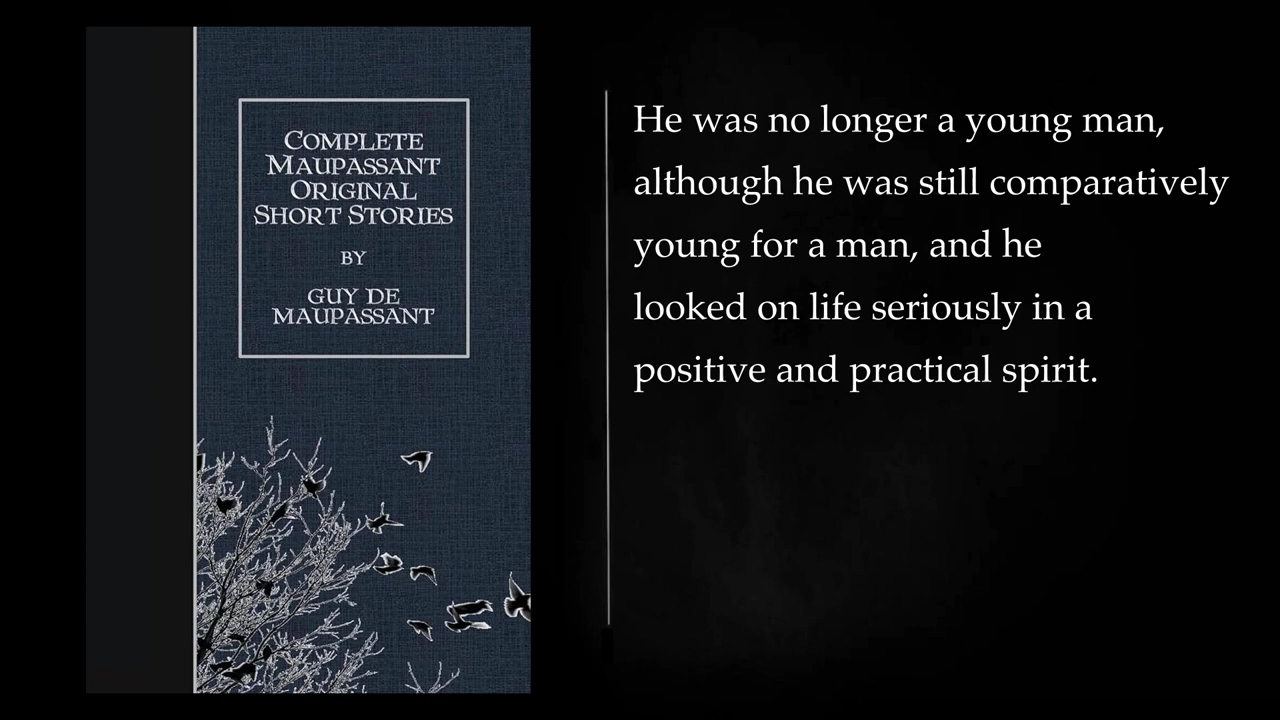 COMPLETE
MAUPASSANT
ORIGINAL
SHORT STORIES
BY
GUY DE
MAUPASSANT
He was no longer a young man,
although he was still comparatively
young for a man, and he
looked on life seriously in a
positive and practical spirit.